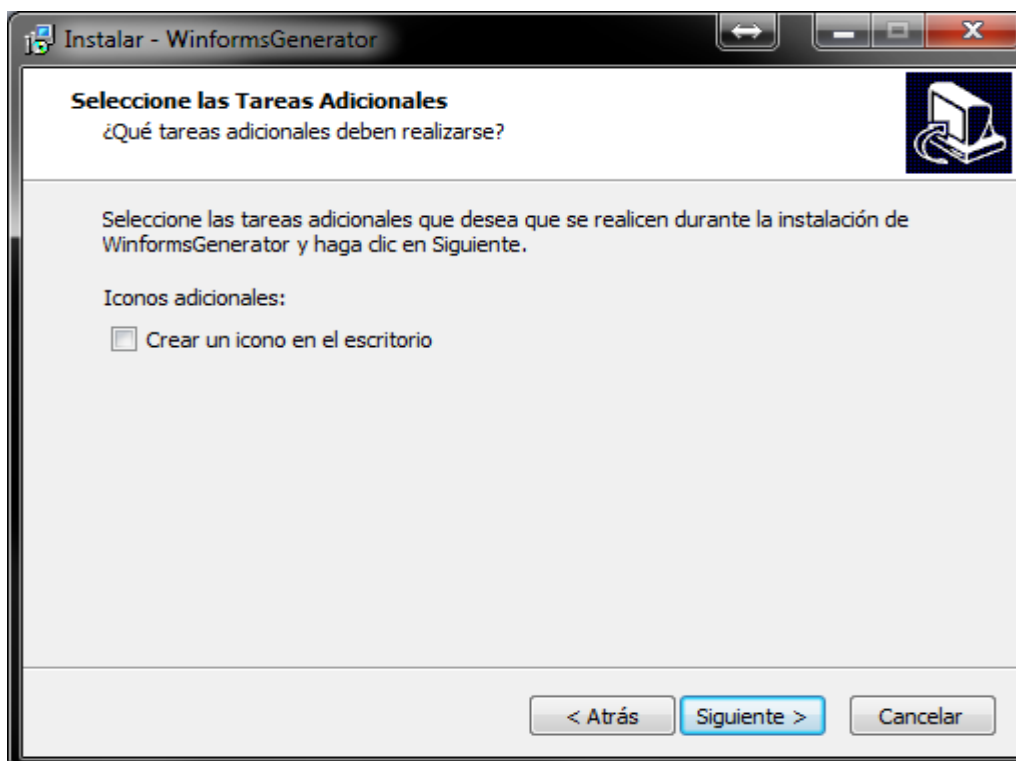 Instalar - WinformsGenerator
Seleccione las Tareas Adicionales
¿Qué tareas adicionales deben realizarse?
Seleccione las tareas adicionales que desea que se realicen durante la instalación de
WinformsGenerator y haga clic en Siguiente.
Iconos adicionales:
Crear un icono en el escritorio
< Atrás
Siguiente >
Cancelar